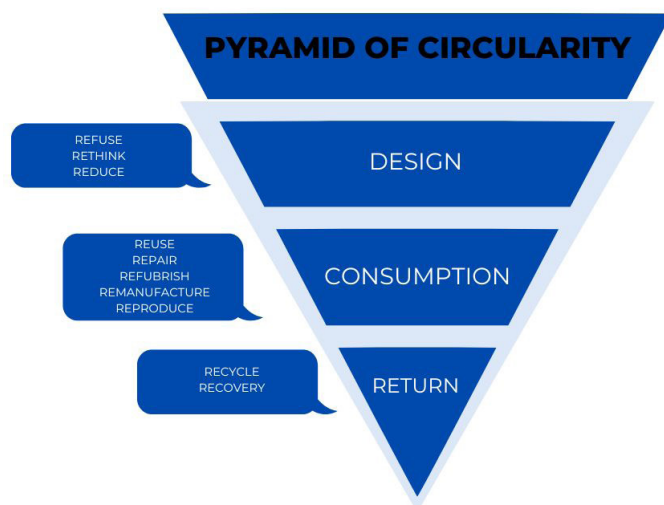 PYRAMID OF CIRCULARITY
REFUSE
RETHINK
REDUCE
DESIGN
REUSE
REPAIR
REFUBRISH
REMANUFACTURE
REPRODUCE
CONSUMPTION
RECYCLE
RECOVERY
RETURN